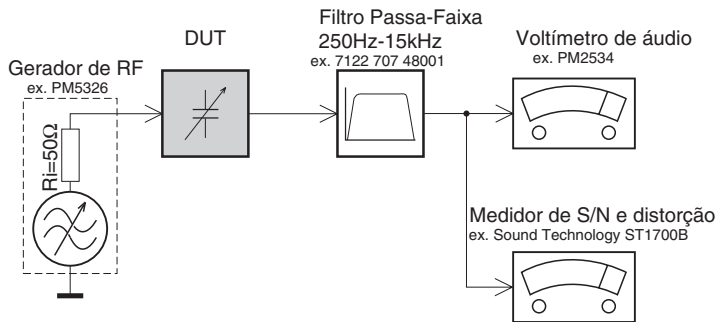 Gerador de RF
ex. PM5326
Ri=50Ω
DUT
Filtro Passa-Faixa
250Hz-15kHz
ex. 7122 707 48001
Voltímetro de áudio
ex. PM2534
Medidor de S/N e distorção
ex. Sound Technology ST1700B